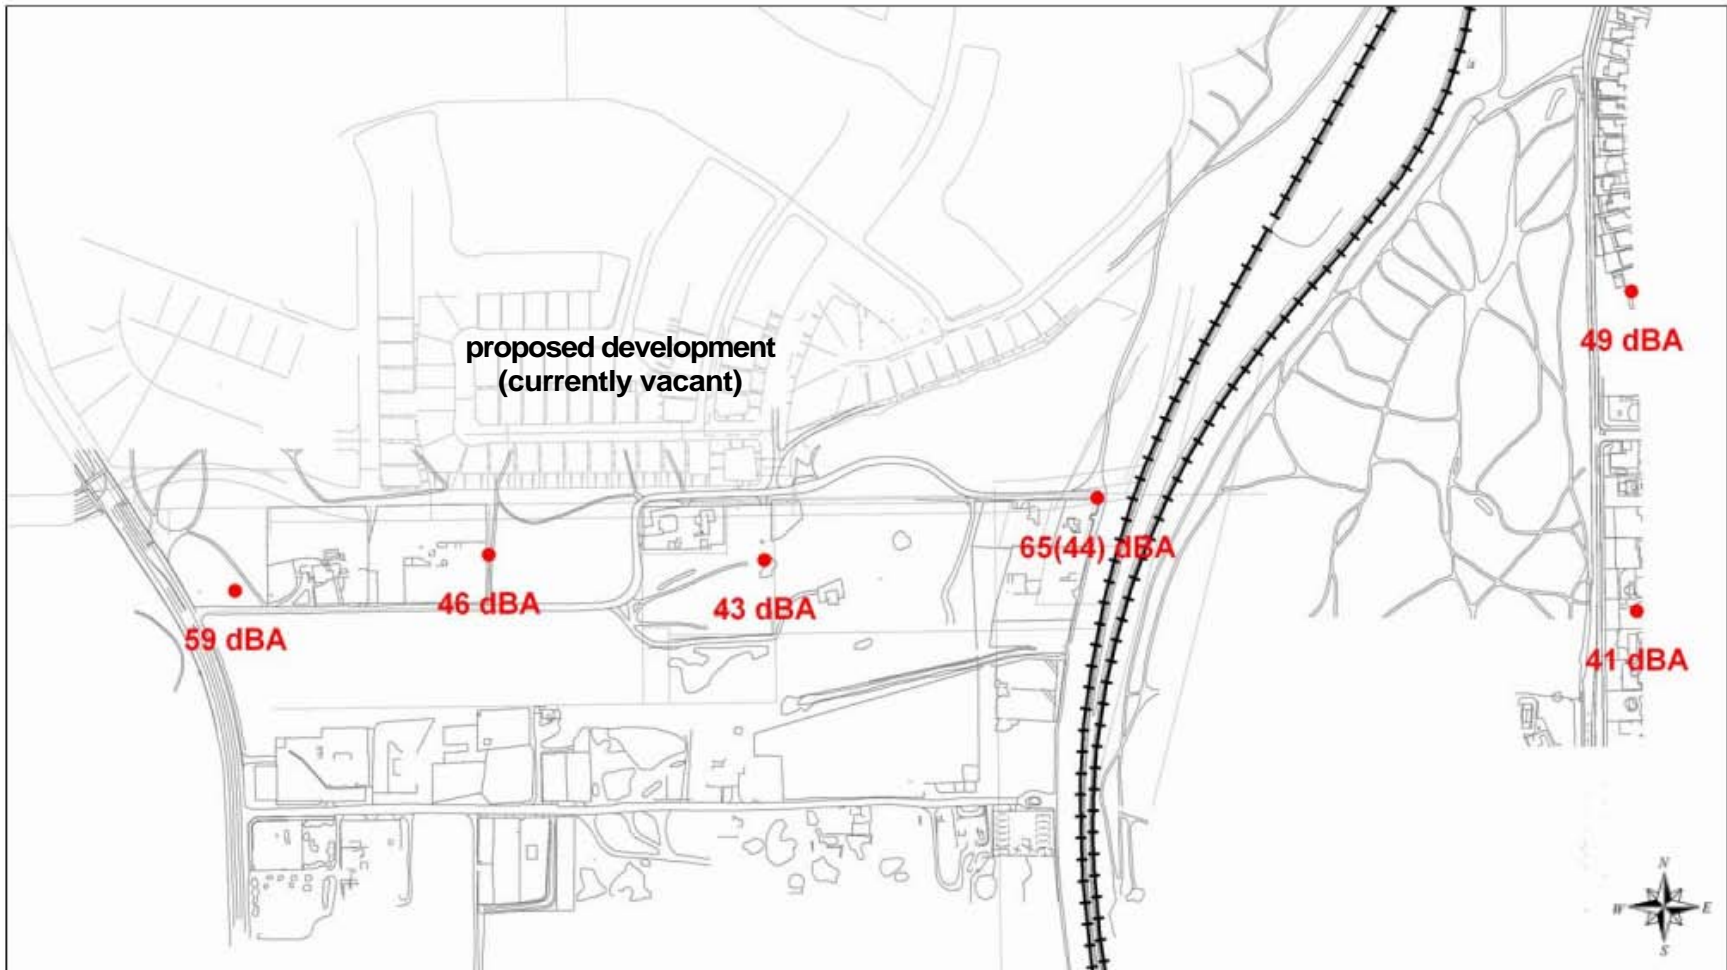 proposed development
(currently vacant)
49 dBA
65(44) dBA
46 dBA
43 dBA
59 dBA
41 dBA
N
W E
S